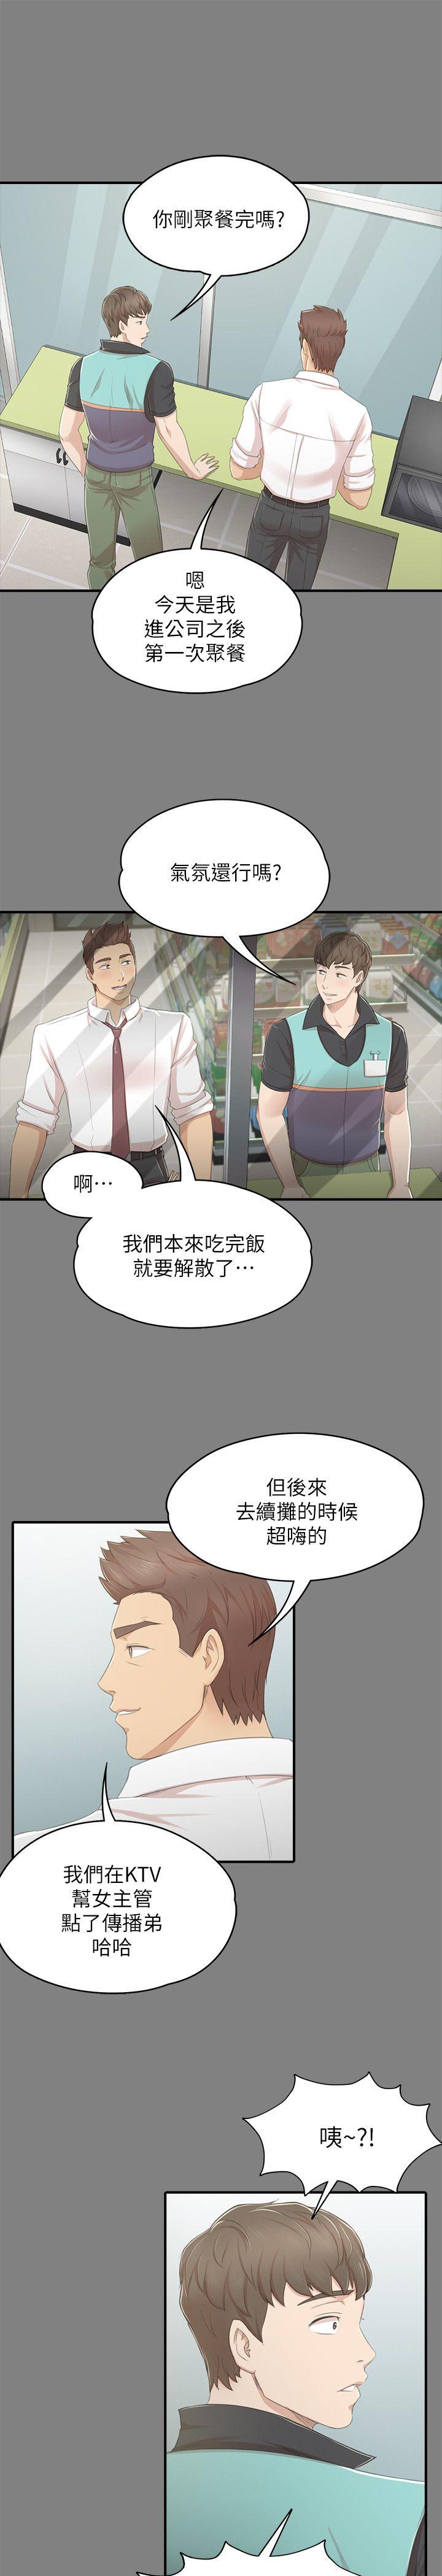 你剛聚餐完嗎?
嗯
今天是我
進公司之後
第一次聚餐
氣氛還行嗎?
啊⋯
我們本來吃完飯
就要解散了⋯
但後來
去續攤的時候
超嗨的
我們在KTV
幫女主管
點了傳播弟
哈哈
咦~?!